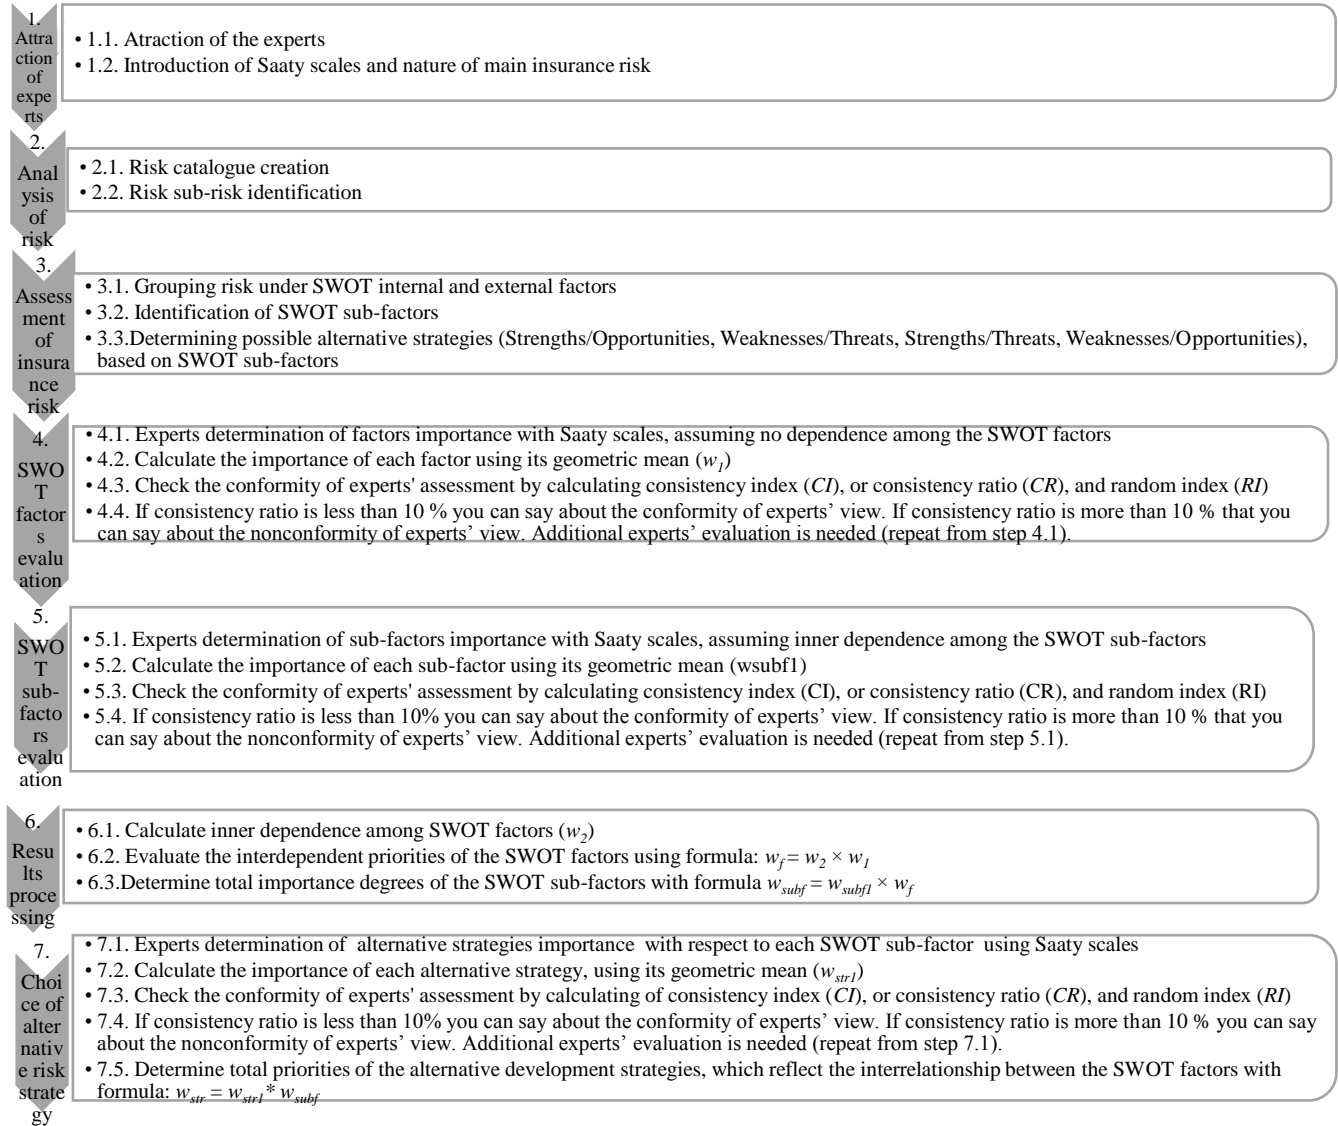 1.
Attra
ction
of
expe
rts
• 1.1. Atraction of the experts
• 1.2. Introduction of Saaty scales and nature of main insurance risk
2.
Anal
ysis
of
risk
• 2.1. Risk catalogue creation
• 2.2. Risk sub-risk identification
3.
Assess
ment
of
insura
nce
risk
• 3.1. Grouping risk under SWOT internal and external factors
• 3.2. Identification of SWOT sub-factors
• 3.3.Determining possible alternative strategies (Strengths/Opportunities, Weaknesses/Threats, Strengths/Threats, Weaknesses/Opportunities),
based on SWOT sub-factors
4.
SWO
T
factor
s
evalu
ation
• 4.1. Experts determination of factors importance with Saaty scales, assuming no dependence among the SWOT factors
• 4.2. Calculate the importance of each factor using its geometric mean (w1)
• 4.3. Check the conformity of experts' assessment by calculating consistency index (CI), or consistency ratio (CR), and random index (RI)
• 4.4. If consistency ratio is less than 10 % you can say about the conformity of experts’ view. If consistency ratio is more than 10 % that you
can say about the nonconformity of experts’ view. Additional experts’ evaluation is needed (repeat from step 4.1).
5.
SWO
T
sub-
facto
rs
evalu
ation
• 5.1. Experts determination of sub-factors importance with Saaty scales, assuming inner dependence among the SWOT sub-factors
• 5.2. Calculate the importance of each sub-factor using its geometric mean (wsubf1)
• 5.3. Check the conformity of experts' assessment by calculating consistency index (CI), or consistency ratio (CR), and random index (RI)
• 5.4. If consistency ratio is less than 10% you can say about the conformity of experts’ view. If consistency ratio is more than 10 % that you
can say about the nonconformity of experts’ view. Additional experts’ evaluation is needed (repeat from step 5.1).
6.
Resu
lts
proce
ssing
• 6.1. Calculate inner dependence among SWOT factors (w2)
• 6.2. Evaluate the interdependent priorities of the SWOT factors using formula: wf = w2 × w1
• 6.3.Determine total importance degrees of the SWOT sub-factors with formula wsubf = wsubf1 × wf
7.
Choi
ce of
alter
nativ
e risk
strate
gy
• 7.1. Experts determination of alternative strategies importance with respect to each SWOT sub-factor using Saaty scales
• 7.2. Calculate the importance of each alternative strategy, using its geometric mean (wstr1)
• 7.3. Check the conformity of experts' assessment by calculating of consistency index (CI), or consistency ratio (CR), and random index (RI)
• 7.4. If consistency ratio is less than 10% you can say about the conformity of experts’ view. If consistency ratio is more than 10 % you can say
about the nonconformity of experts’ view. Additional experts’ evaluation is needed (repeat from step 7.1).
• 7.5. Determine total priorities of the alternative development strategies, which reflect the interrelationship between the SWOT factors with
formula: wstr = wstr1* wsubf